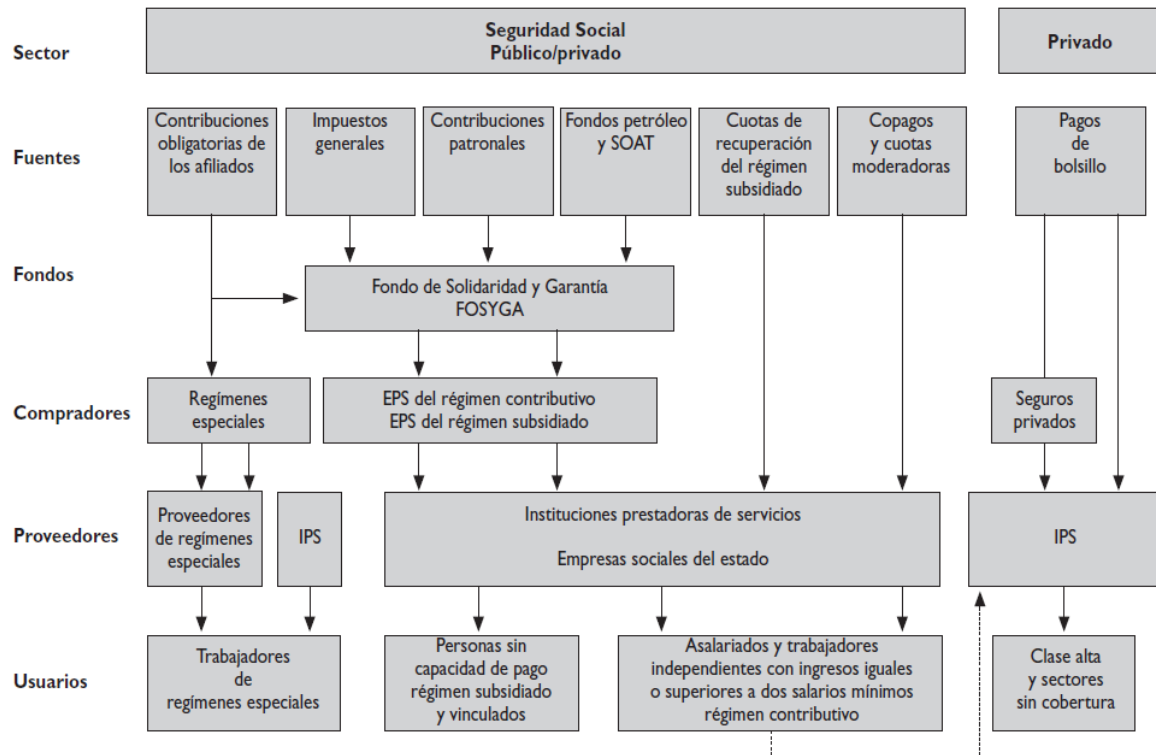 Sector
Seguridad Social
Público/privado
Privado
Fuentes
Contribuciones
obligatorias de
los afiliados
Impuestos
generales
Contribuciones
patronales
Fondos petróleo
y SOAT
Cuotas de
recuperación
del régimen
subsidiado
Copagos
y cuotas
moderadoras
Pagos
de
bolsillo
Fondos
Fondo de Solidaridad y Garantía
FOSYGA
Compradores
Regímenes
especiales
EPS del régimen contributivo
EPS del régimen subsidiado
Seguros
privados
Proveedores
Proveedores
de regímenes
especiales
IPS
Instituciones prestadoras de servicios
Empresas sociales del estado
IPS
Usuarios
Trabajadores
de
regímenes especiales
Personas sin
capacidad de pago
régimen subsidiado
y vinculados
Asalariados y trabajadores
independientes con ingresos iguales
o superiores a dos salarios mínimos
régimen contributivo
Clase alta
y sectores
sin cobertura